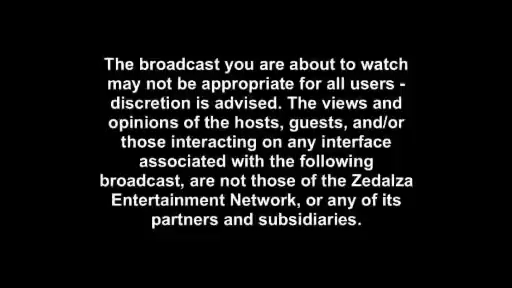 The broadcast you are about to watch
may not be appropriate for all users -
discretion is advised. The views and
opinions of the hosts, guests, and/or
those interacting on any interface
associated with the following
broadcast, are not those of the Zedalza
Entertainment Network, or any of its
partners and subsidiaries.